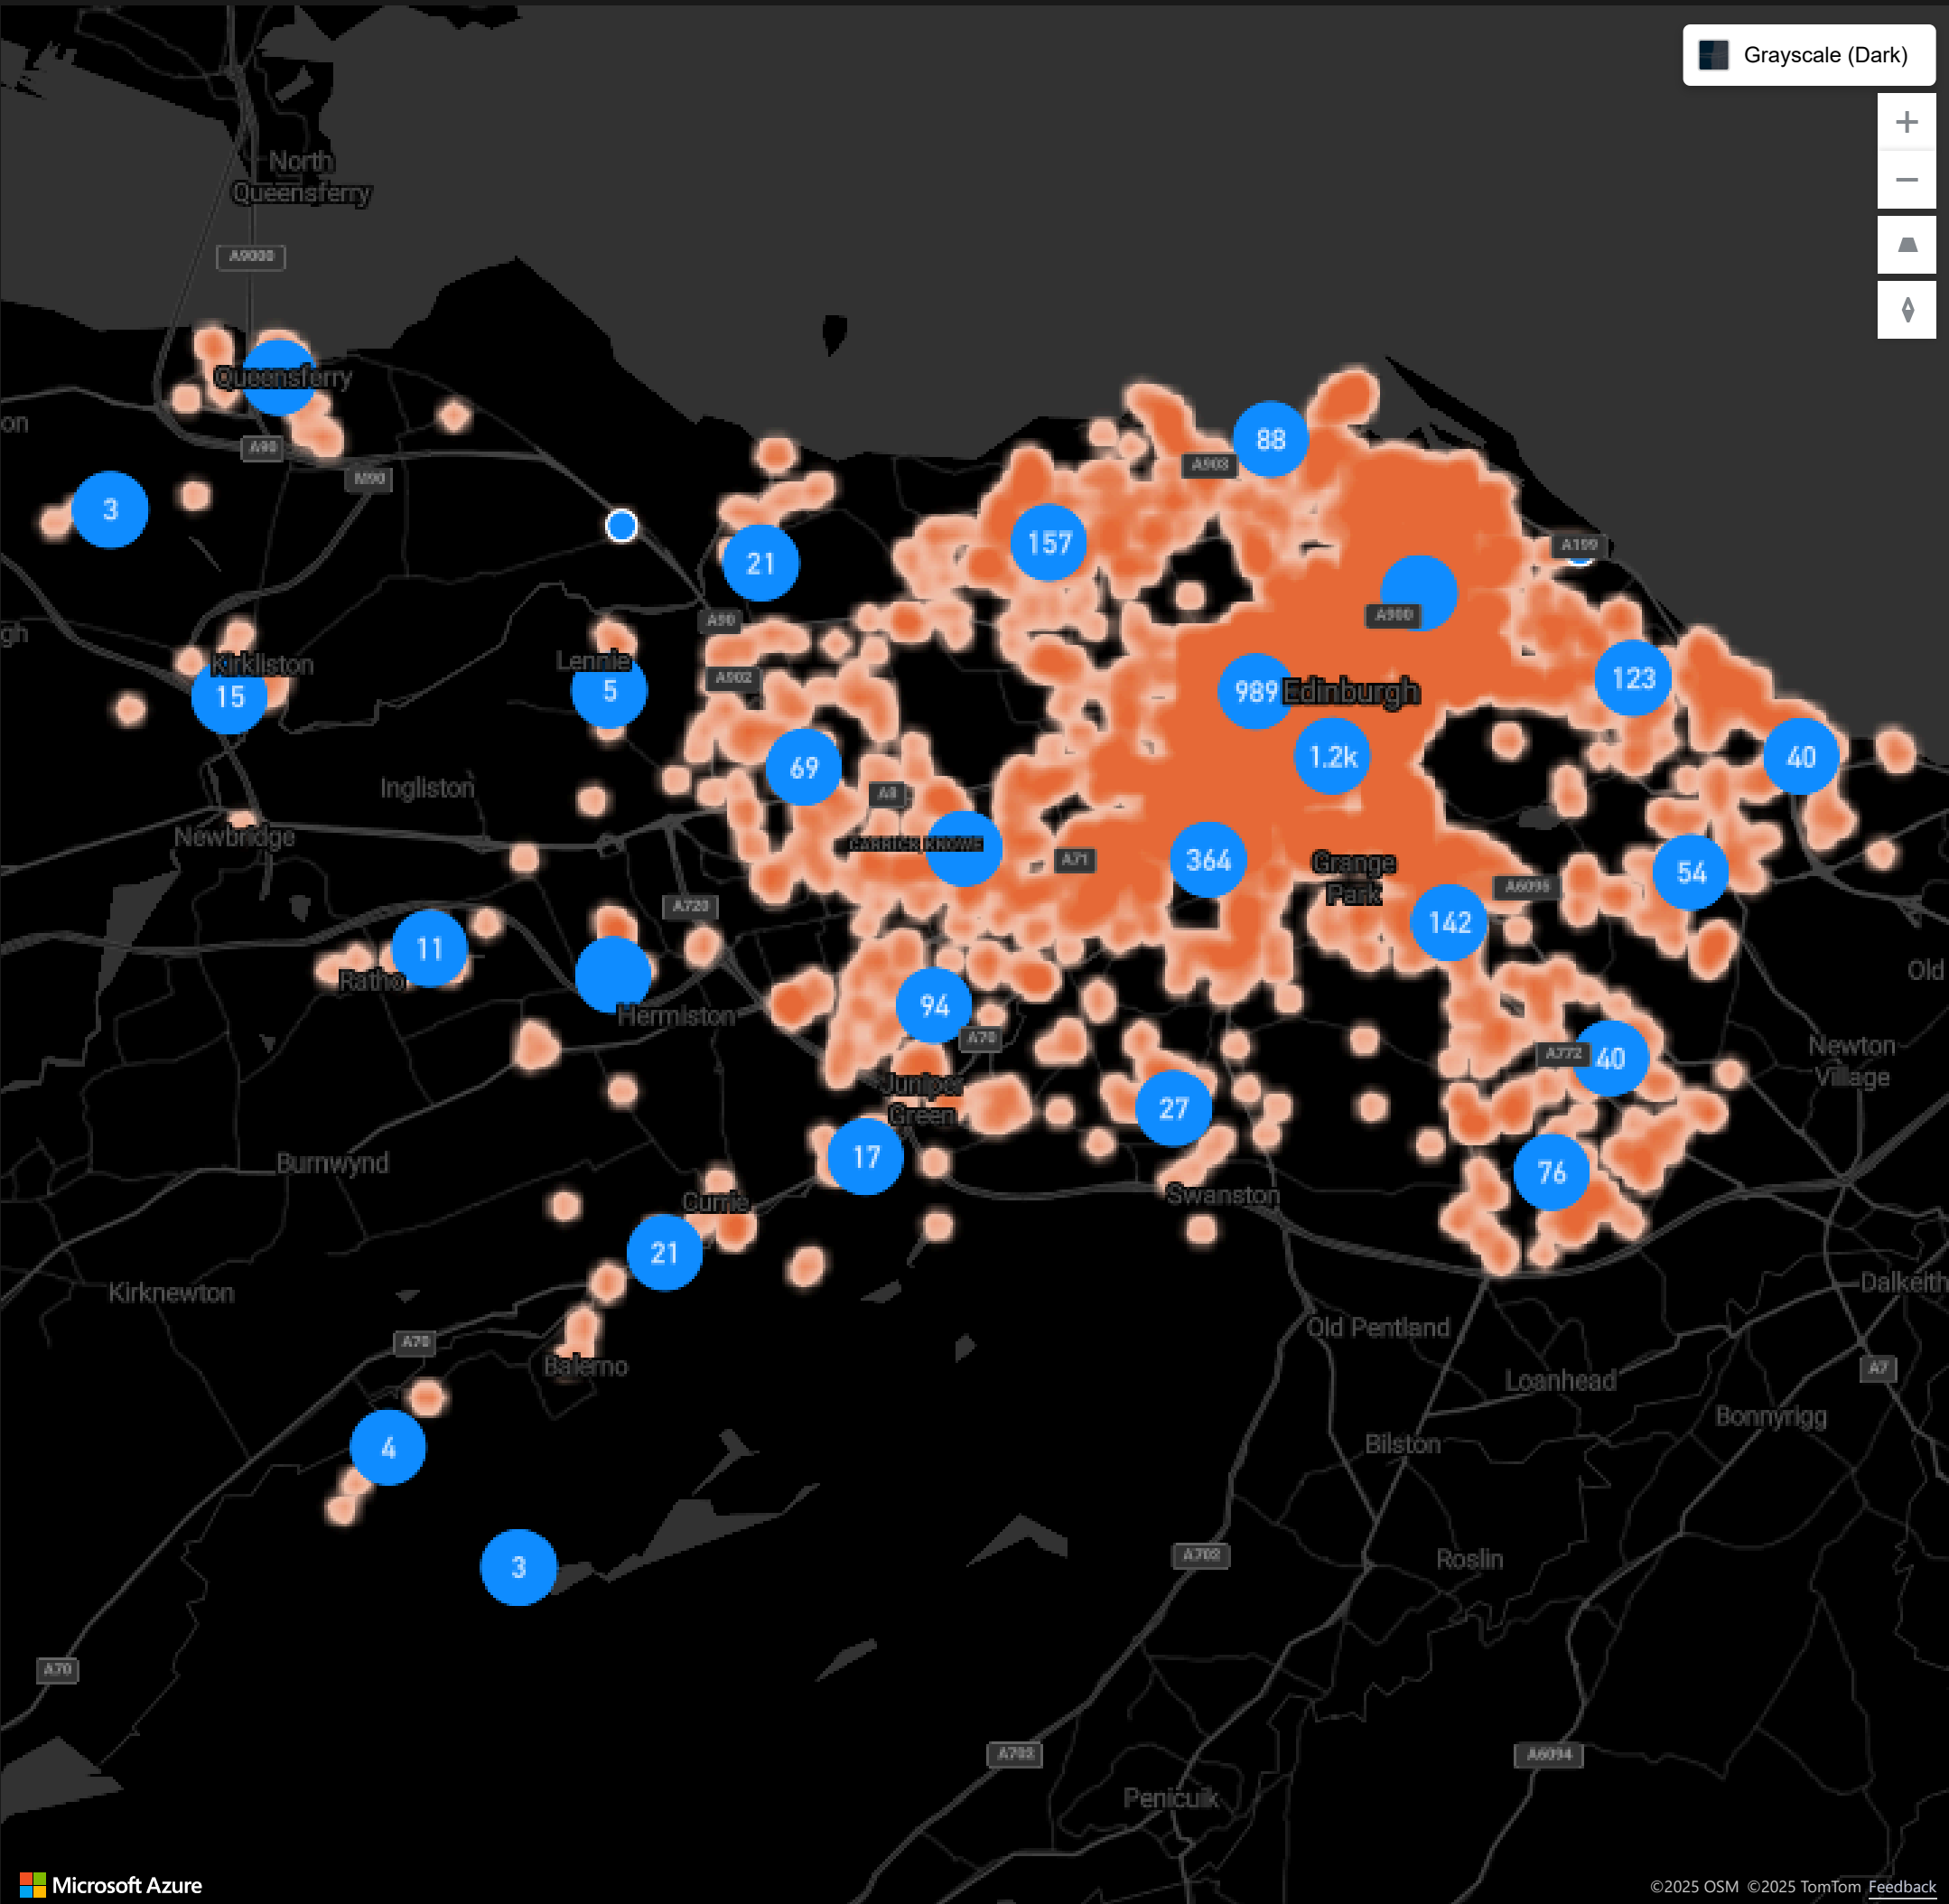 Grayscale (Dark)
North
Queensferry
A9000
Queensferry
on
A90
M90
3
88
A903
157
21
A199
A90
A900
gh
Kirkliston
15
Lennie
5
A902
989
Edinburgh
123
1.2k
40
69
Ingliston
A8
Newbridge
CARRICK KNOWE
A71
364
Grange
Park
54
A6095
A720
142
11
Ratho
Old
94
Hermiston
A70
Newton
Village
A772
40
Juniper
Green
27
17
Burnwynd
76
Currie
Swanston
21
Kirknewton
Dalkeith
Old Pentland
A70
Balerno
Loanhead
A7
Bonnyrigg
4
Bilston
3
A702
Roslin
A70
A702
A6094
Penicuik
Microsoft Azure
©2025 OSM ©2025 TomTom Feedback